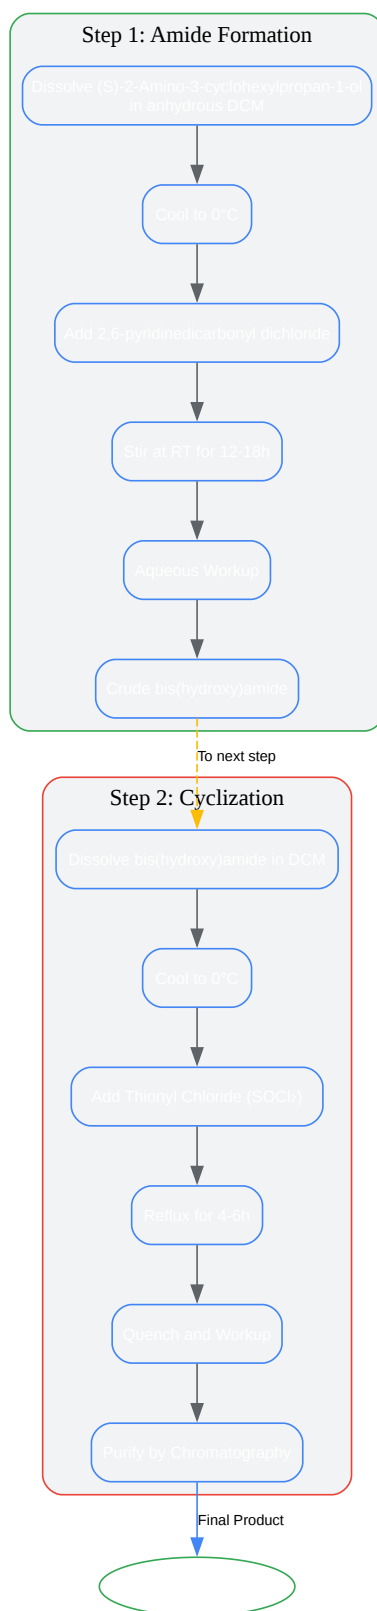 Step 1: Amide Formation
Dissolve (S)-2-Amino-3-cyclohexylpropan-1-ol
in anhydrous DCM
Cool to 0°C
Add 2,6-pyridinedicarbonyl dichloride
Stir at RT for 12-18h
Aqueous Workup
Crude bis(hydroxy)amide
To next step
Step 2: Cyclization
Dissolve bis(hydroxy)amide in DCM
Cool to 0°C
Add Thionyl Chloride (SOCl₂)
Reflux for 4-6h
Quench and Workup
Purify by Chromatography
Final Product